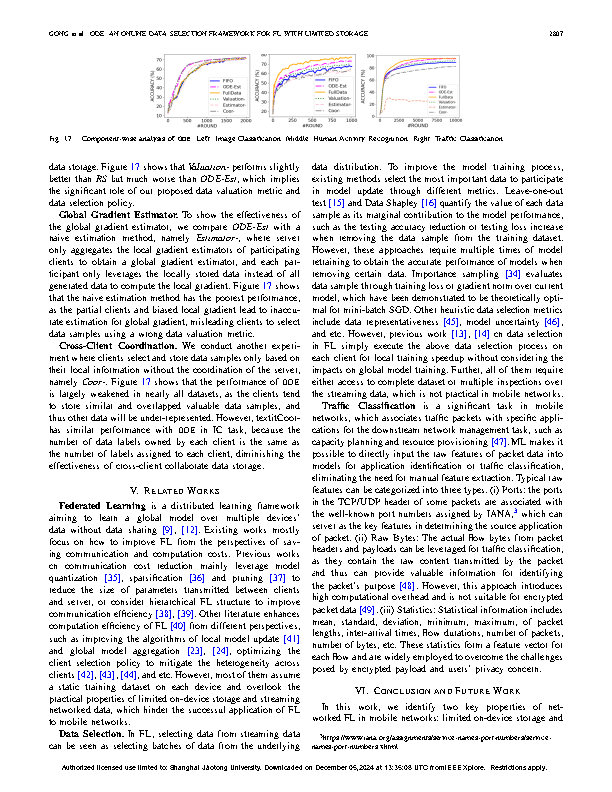 GONG et al.: ODE: AN ONLINE DATA SELECTION FRAMEWORK FOR FL WITH LIMITED STORAGE 2807
Fig. 17. Component-wise analysis of ODE. Left: Image Classification. Middle: Human Activity Recognition. Right: Traffic Classification.
data storage. Figure 17 shows that Valuation- performs slightly
better than RS but much worse than ODE-Est, which implies
the significant role of our proposed data valuation metric and
data selection policy.
Global Gradient Estimator. To show the effectiveness of
the global gradient estimator, we compare ODE-Est with a
naive estimation method, namely Estimator-, where server
only aggregates the local gradient estimators of participating
clients to obtain a global gradient estimator, and each par-
ticipant only leverages the locally stored data instead of all
generated data to compute the local gradient. Figure 17 shows
that the naive estimation method has the poorest performance,
as the partial clients and biased local gradient lead to inaccu-
rate estimation for global gradient, misleading clients to select
data samples using a wrong data valuation metric.
Cross-Client Coordination. We conduct another experi-
ment where clients select and store data samples only based on
their local information without the coordination of the server,
namely Coor-. Figure 17 shows that the performance of ODE
is largely weakened in nearly all datasets, as the clients tend
to store similar and overlapped valuable data samples, and
thus other data will be under-represented. However, textitCoor-
has similar performance with ODE in TC task, because the
number of data labels owned by each client is the same as
the number of labels assigned to each client, diminishing the
effectiveness of cross-client collaborate data storage.
V. RELATED WORKS
Federated Learning is a distributed learning framework
aiming to learn a global model over multiple devices'
data without data sharing [9], [12]. Existing works mostly
focus on how to improve FL from the perspectives of sav-
ing communication and computation costs. Previous works
on communication cost reduction mainly leverage model
quantization [35], sparsification [36] and pruning [37] to
reduce the size of parameters transmitted between clients
and server, or consider hierarchical FL structure to improve
communication efficiency [38], [39]. Other literature enhances
computation efficiency of FL [40] from different perspectives,
such as improving the algorithms of local model update [41]
and global model aggregation [23], [24], optimizing the
client selection policy to mitigate the heterogeneity across
clients [42], [43], [44], and etc. However, most of them assume
a static training dataset on each device and overlook the
practical properties of limited on-device storage and streaming
networked data, which hinder the successful application of FL
to mobile networks.
Data Selection. In FL, selecting data from streaming data
can be seen as selecting batches of data from the underlying
data distribution. To improve the model training process,
existing methods select the most important data to participate
in model update through different metrics. Leave-one-out
test [15] and Data Shapley [16] quantify the value of each data
sample as its marginal contribution to the model performance,
such as the testing accuracy reduction or testing loss increase
when removing the data sample from the training dataset.
However, these approaches require multiple times of model
retraining to obtain the accurate performance of models when
removing certain data. Importance sampling [34] evaluates
data sample through training loss or gradient norm over current
model, which have been demonstrated to be theoretically opti-
mal for mini-batch SGD. Other heuristic data selection metrics
include data representativeness [45], model uncertainty [46],
and etc. However, previous work [13], [14] on data selection
in FL simply execute the above data selection process on
each client for local training speedup without considering the
impacts on global model training. Further, all of them require
either access to complete dataset or multiple inspections over
the streaming data, which is not practical in mobile networks.
Traffic Classification is a significant task in mobile
networks, which associates traffic packets with specific appli-
cations for the downstream network management task, such as
capacity planning and resource provisioning [47]. ML makes it
possible to directly input the raw features of packet data into
models for application identification or traffic classification,
eliminating the need for manual feature extraction. Typical raw
features can be categorized into three types. (i) Ports: the ports
in the TCP/UDP header of some packets are associated with
the well-known port numbers assigned by IANA,³ which can
server as the key features in determining the source application
of packet. (ii) Raw Bytes: The actual flow bytes from packet
headers and payloads can be leveraged for traffic classification,
as they contain the raw content transmitted by the packet
and thus can provide valuable information for identifying
the packet's purpose [48]. However, this approach introduces
high computational overhead and is not suitable for encrypted
packet data [49]. (iii) Statistics: Statistical information includes
mean, standard, deviation, minimum, maximum, of packet
lengths, inter-arrival times, flow durations, number of packets,
number of bytes, etc. These statistics form a feature vector for
each flow and are widely employed to overcome the challenges
posed by encrypted payload and users' privacy concern.
VI. CONCLUSION AND FUTURE WORK
In this work, we identify two key properties of net-
worked FL in mobile networks: limited on-device storage and
³https://www.iana.org/assignments/service-names-port-numbers/service-
names-port-numbers.xhtml.
Authorized licensed use limited to: Shanghai Jiaotong University. Downloaded on December 06,2024 at 13:36:08 UTC from IEEE Xplore. Restrictions apply.